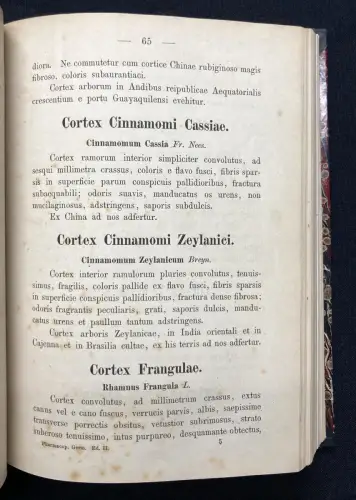 — 65 —
diora. Ne commutetur cum cortice Chinae rubiginoso magis
fibroso, coloris subaurantiaci.
Cortex arborum in Andibus reipublicae Aequatorialis
crescentium e portu Guayaquilensi evehitur.
Cortex Cinnamomi Cassiae.
Cinnamomum Cassia Fr. Nees.
Cortex ramorum interior simpliciter convolutus, ad
sesqui millimetra crassus, coloris e flavo fusci, fibris spar-
sis in superficie parum conspicuis pallidioribus, fractura
subaequabili; odoris suavis, manducatus os urens, non
mucilaginosus, adstringens, saporis subdulcis.
Ex China ad nos adfertur.
Cortex Cinnamomi Zeylanici.
Cinnamomum Zeylanicum Breyn.
Cortex interior ramulorum pluries convolutus, tenuis-
simus, fragilis, coloris pallide ex flavo fusci, fibris sparsis
in superficie conspicuis pallidioribus, fractura dense fibrosa;
odoris fragrantis peculiaris, grati, saporis dulcis, mandu-
catus urens et paullum tantum adstringens.
Cortex arboris Zeylanicae, in India orientali et in
Cajenna et in Brasilia cultae, ex his terris ad nos adfertur.
Cortex Frangulae.
Rhamnus Frangula L.
Cortex convolutus, ad millimetrum crassus, extus
canus vel e cano fuscus, verrucis parvis, albis, saepissime
transverse porrectis obsitus, vetustior subrimosus, strato
suberoso tenuissimo, intus purpureo, desquamante obtectus,
Pharmacop. Germ. Ed. II. 5